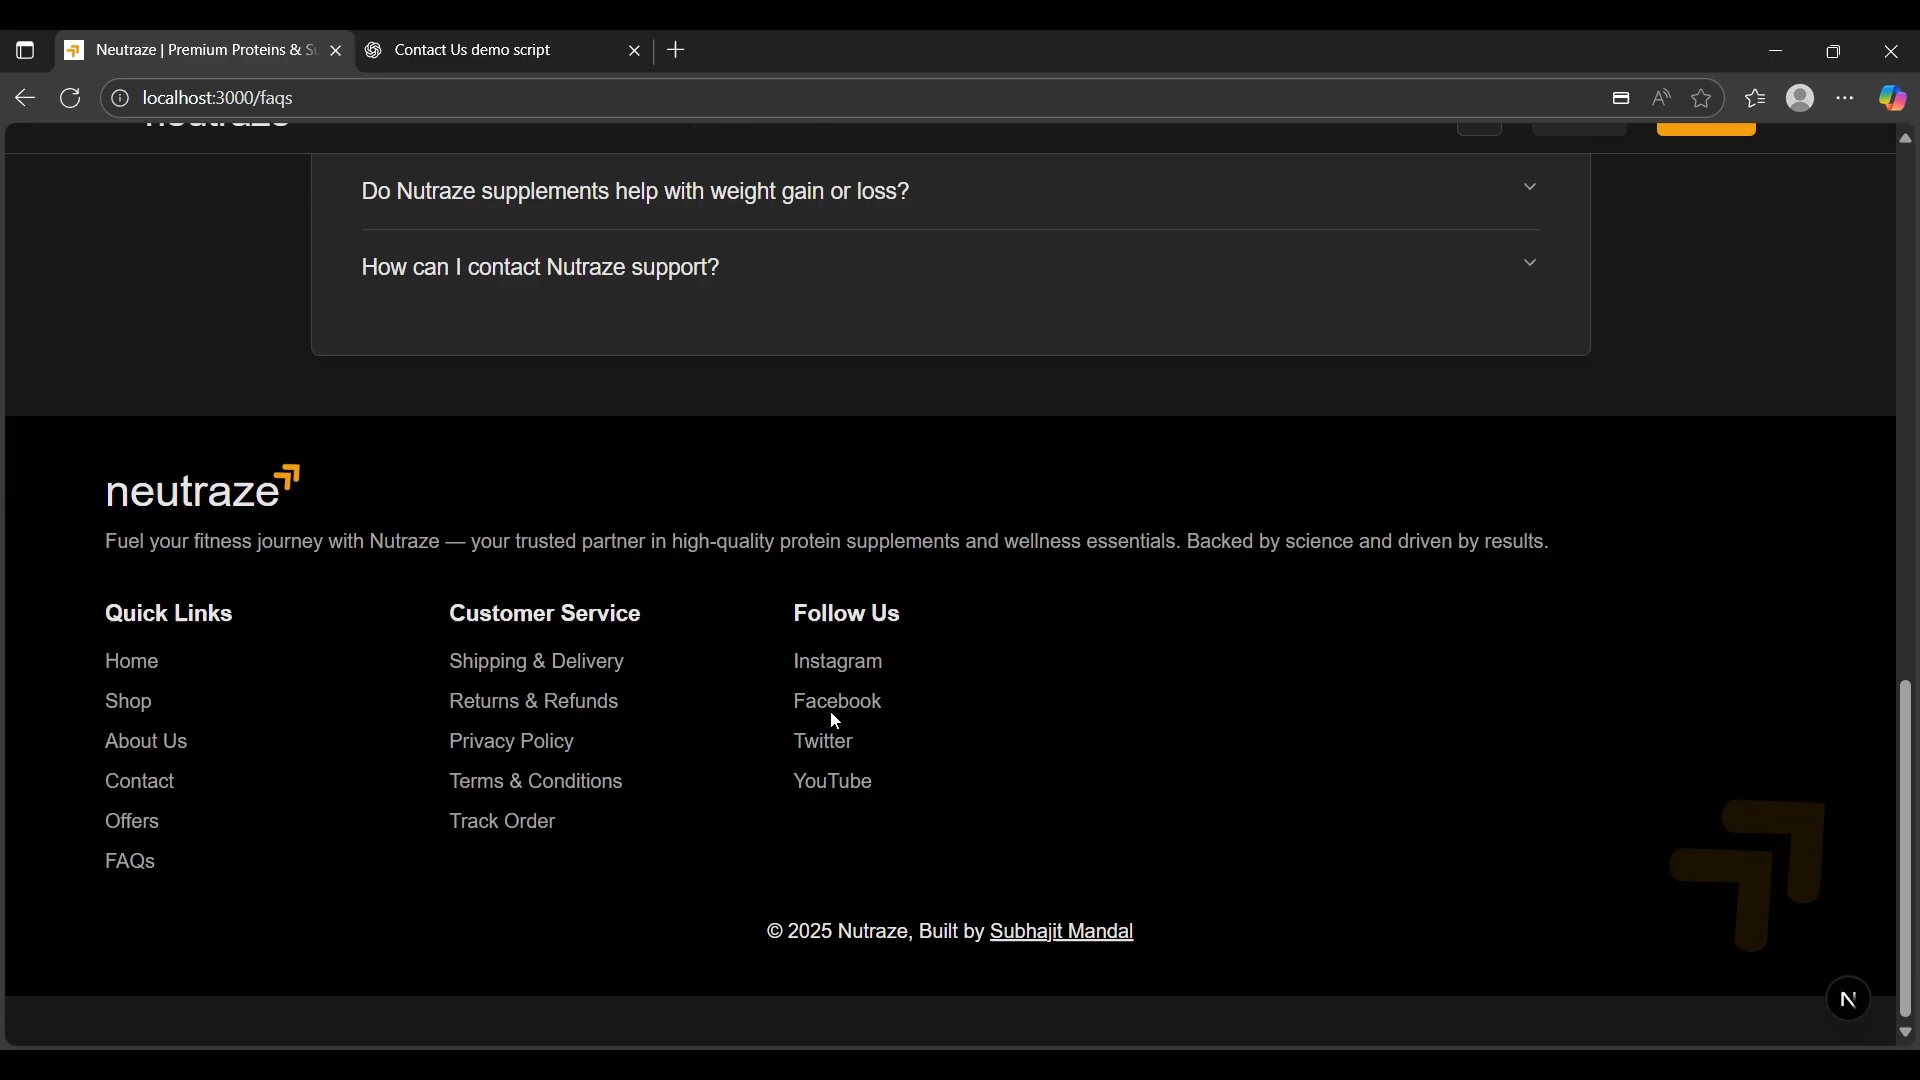 Neutraze | Premium Proteins & Su
Contact Us demo script
localhost:3000/faqs
neutraze
Do Nutraze supplements help with weight gain or loss?
How can I contact Nutraze support?
neutraze
Fuel your fitness journey with Nutraze — your trusted partner in high-quality protein supplements and wellness essentials. Backed by science and driven by results.
Quick Links
Home
Shop
About Us
Contact
Offers
FAQs
Customer Service
Shipping & Delivery
Returns & Refunds
Privacy Policy
Terms & Conditions
Track Order
Follow Us
Instagram
Facebook
Twitter
YouTube
© 2025 Nutraze, Built by Subhajit Mandal
N